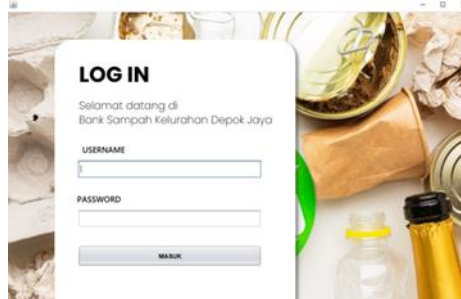 LOG IN
Selamat datang di
Bank Sampah Kelurahan Depok Jaya
USERNAME
PASSWORD
MASUK